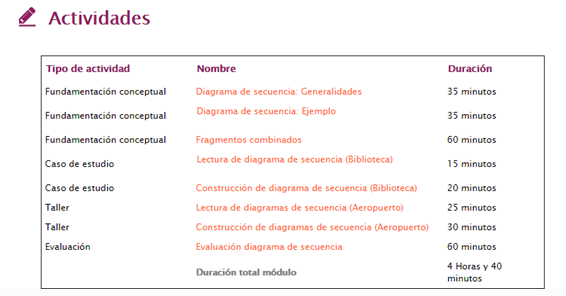 Actividades
Tipo de actividad Nombre Duración
Fundamentación conceptual Diagrama de secuencia: Generalidades 35 minutos
Fundamentación conceptual Diagrama de secuencia: Ejemplo 35 minutos
Fundamentación conceptual Fragmentos combinados 60 minutos
Caso de estudio Lectura de diagrama de secuencia (Biblioteca) 15 minutos
Caso de estudio Construcción de diagrama de secuencia (Biblioteca) 20 minutos
Taller Lectura de diagramas de secuencia (Aeropuerto) 25 minutos
Taller Construcción de diagramas de secuencia (Aeropuerto) 30 minutos
Evaluación Evaluación diagrama de secuencia 60 minutos
Duración total módulo 4 Horas y 40
minutos